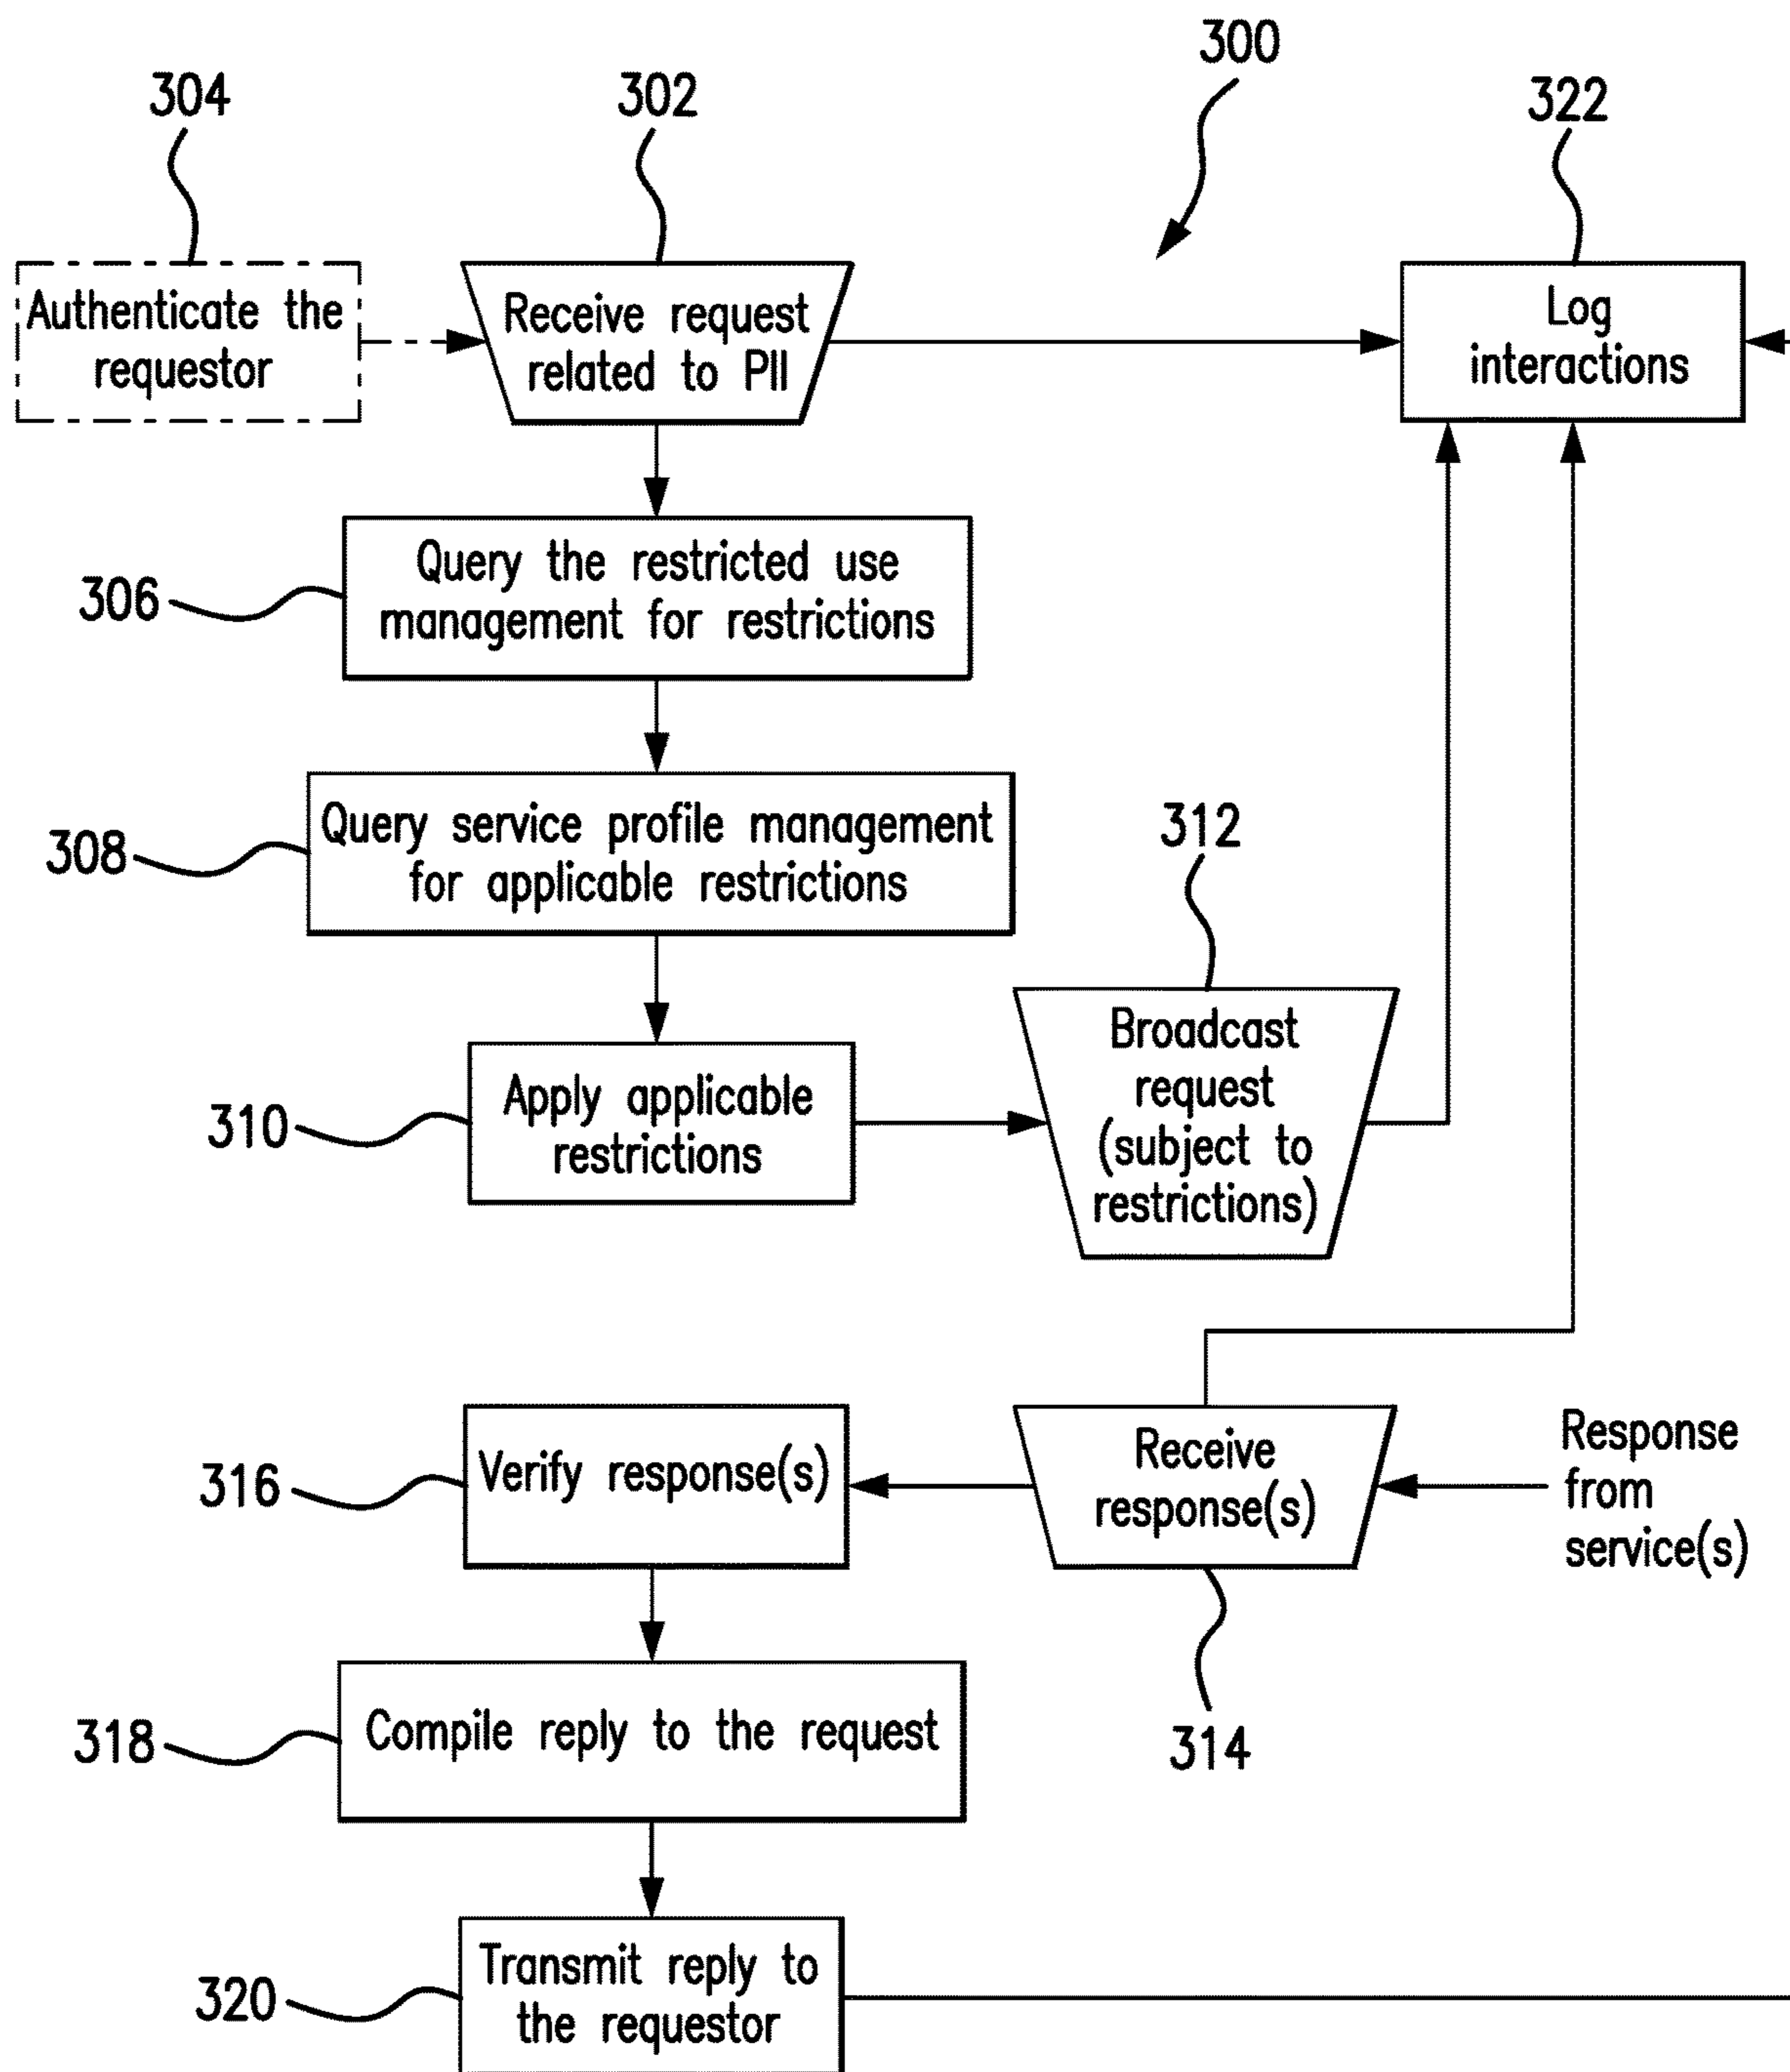 300
304
302
322
Authenticate the
requestor
Receive request
related to PII
Log
interactions
306
Query the restricted use
management for restrictions
308
Query service profile management
for applicable restrictions
312
310
Apply applicable
restrictions
Broadcast
request
(subject to
restrictions)
316
Verify response(s)
Receive
response(s)
Response
from
service(s)
314
318
Compile reply to the request
320
Transmit reply to
the requestor